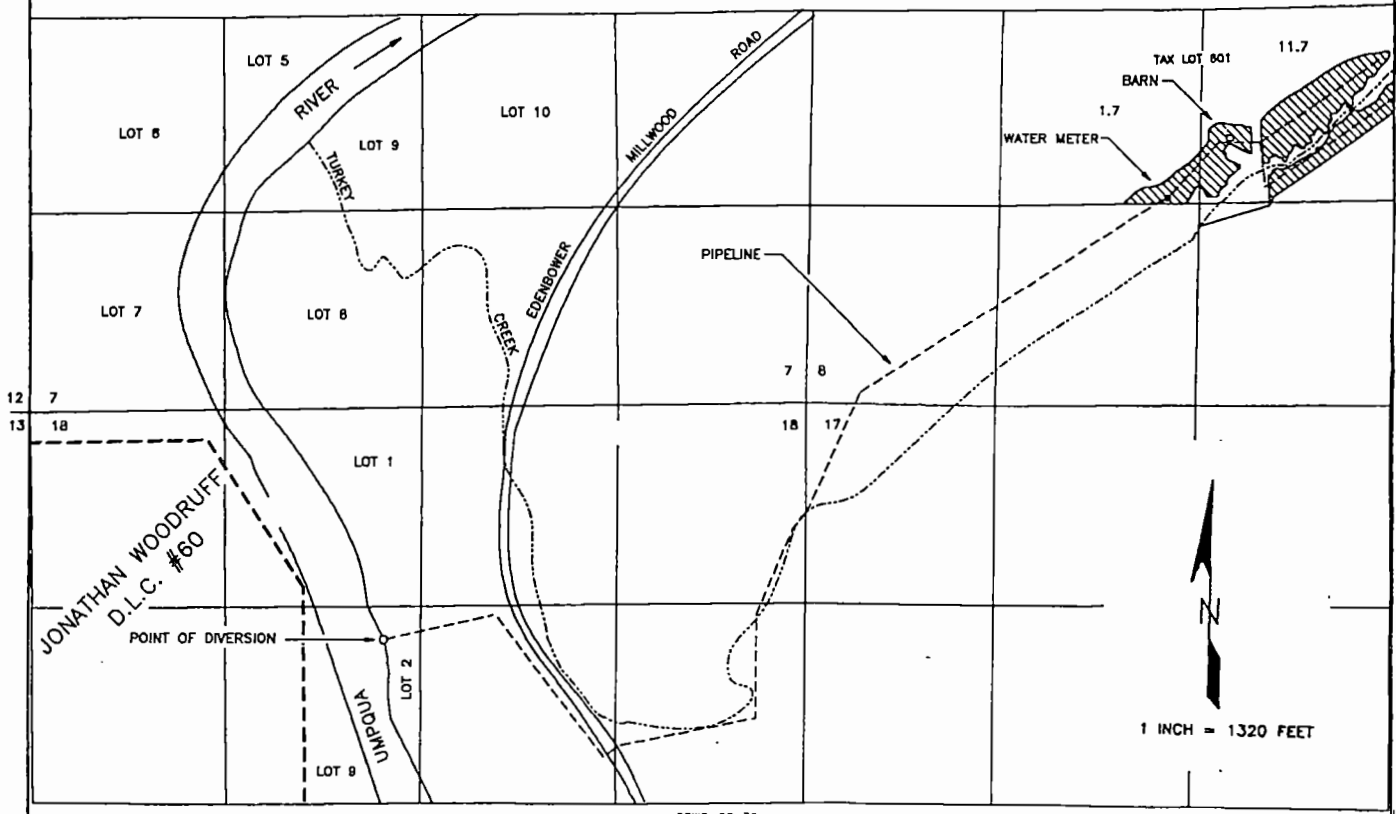 LOT 5
RIVER
LOT 10
ROAD
MILLWOOD
TAX LOT 601
11.7
BARN
1.7
WATER METER
LOT 6
LOT 9
TURKEY
CREEK
EDENBOWER
PIPELINE
LOT 7
LOT 8
7 8
12 7
13 18
18 17
LOT 1
JONATHAN WOODRUFF
D.L.C. #60
POINT OF DIVERSION
LOT 2
UMPQUA
LOT 9
N
1 INCH = 1320 FEET